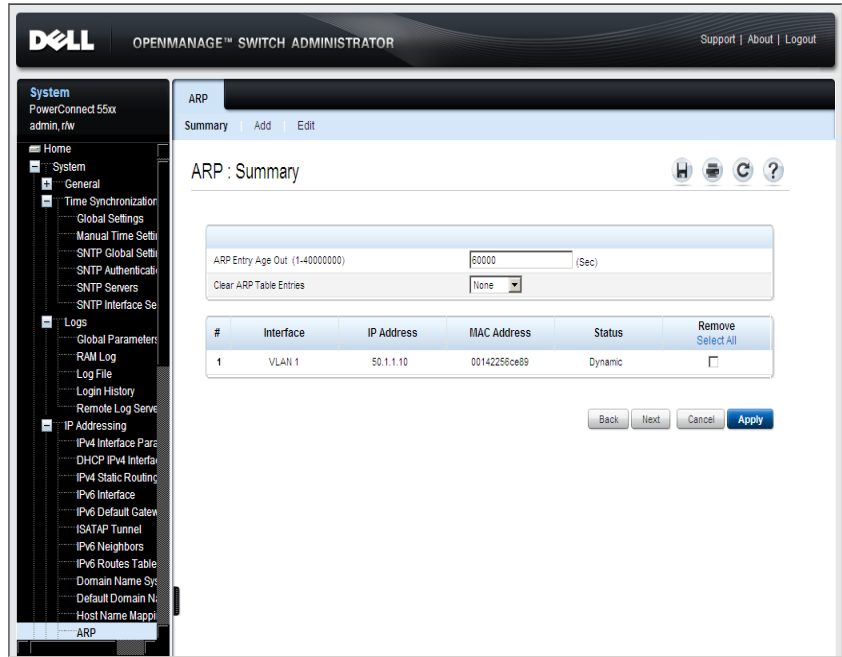 DELL OPENMANAGE™ SWITCH ADMINISTRATOR Support | About | Logout
System
PowerConnect 55xx
admin, r/w
Home
System
General
Time Synchronization
Global Settings
Manual Time Settin
SNTP Global Settin
SNTP Authenticatio
SNTP Servers
SNTP Interface Se
Logs
Global Parameters
RAM Log
Log File
Login History
Remote Log Serve
IP Addressing
IPv4 Interface Para
DHCP IPv4 Interfac
IPv4 Static Routing
IPv6 Interface
IPv6 Default Gatew
ISATAP Tunnel
IPv6 Neighbors
IPv6 Routes Table
Domain Name Sys
Default Domain Na
Host Name Mappi
ARP
ARP
Summary | Add | Edit
ARP : Summary
ARP Entry Age Out (1-40000000) 60000 (Sec)
Clear ARP Table Entries None
# Interface IP Address MAC Address Status Remove
Select All
1 VLAN 1 50.1.1.10 00142256ce89 Dynamic
Back Next Cancel Apply